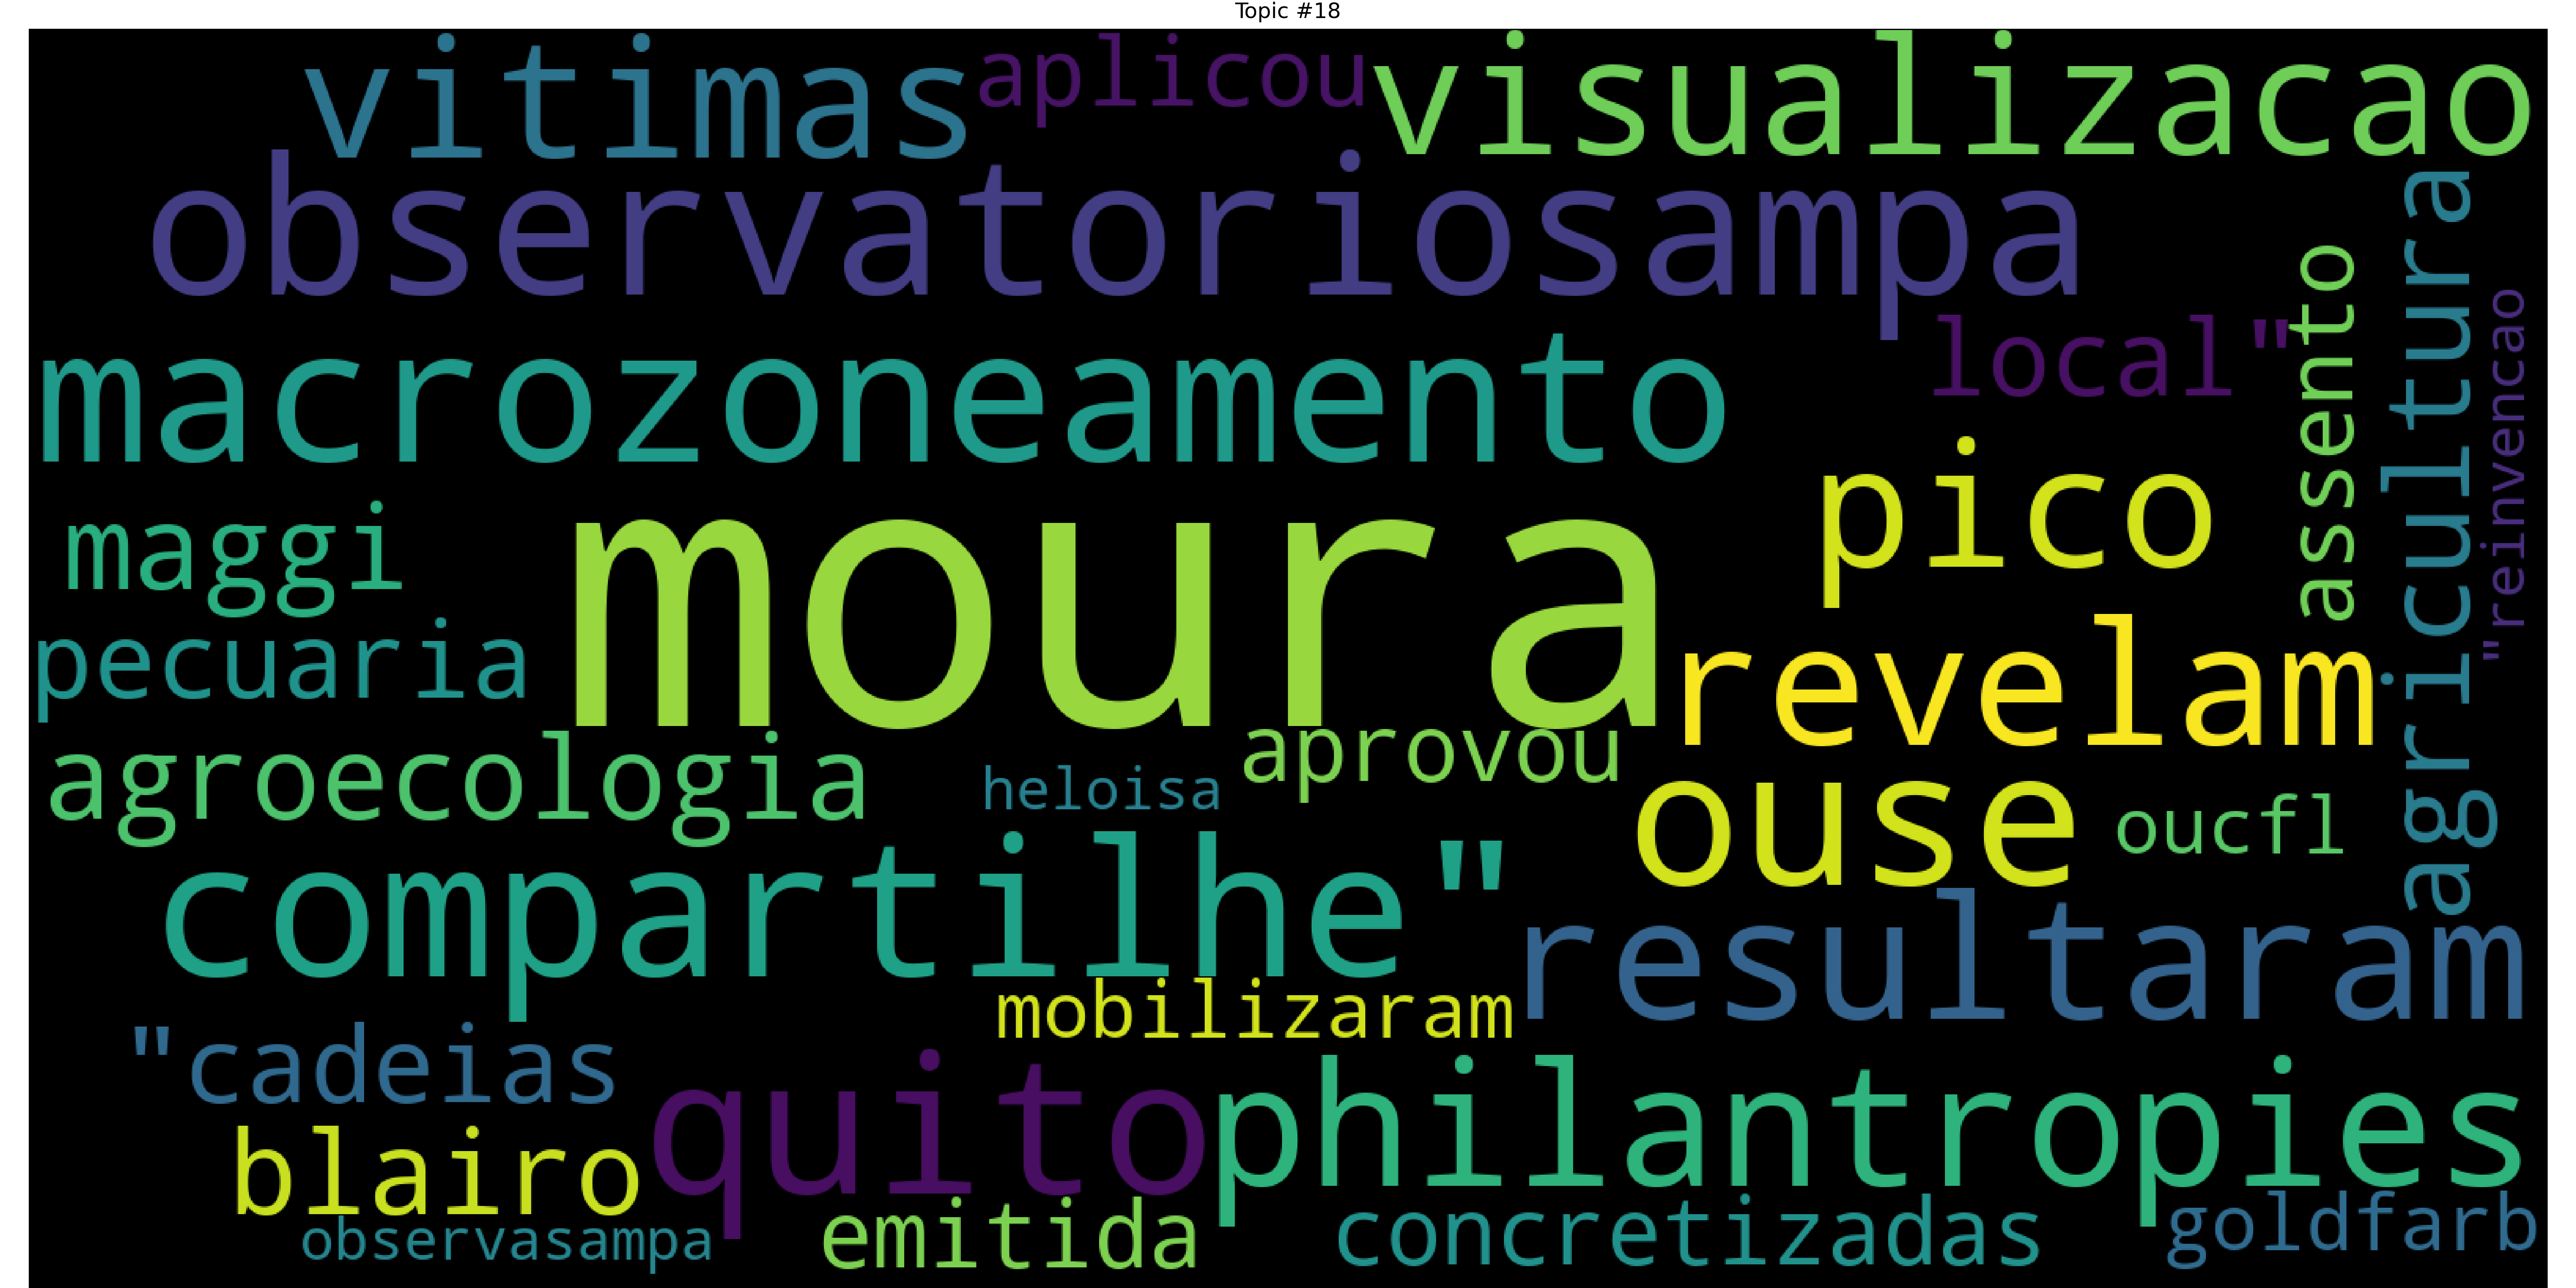 Topic #18
vitimas
aplicou
visualizacao
observatoriosampa
macrozoneamento
local"
assento
agricultura
"reinvencao
maggi
moura
pico
pecuaria
revelam
agroecologia
heloisa
aprovou
ouse
oucfl
compartilhe"
resultaram
mobilizaram
"cadeias
quito
philantropies
blairo
observasampa
emitida
concretizadas
goldfarb